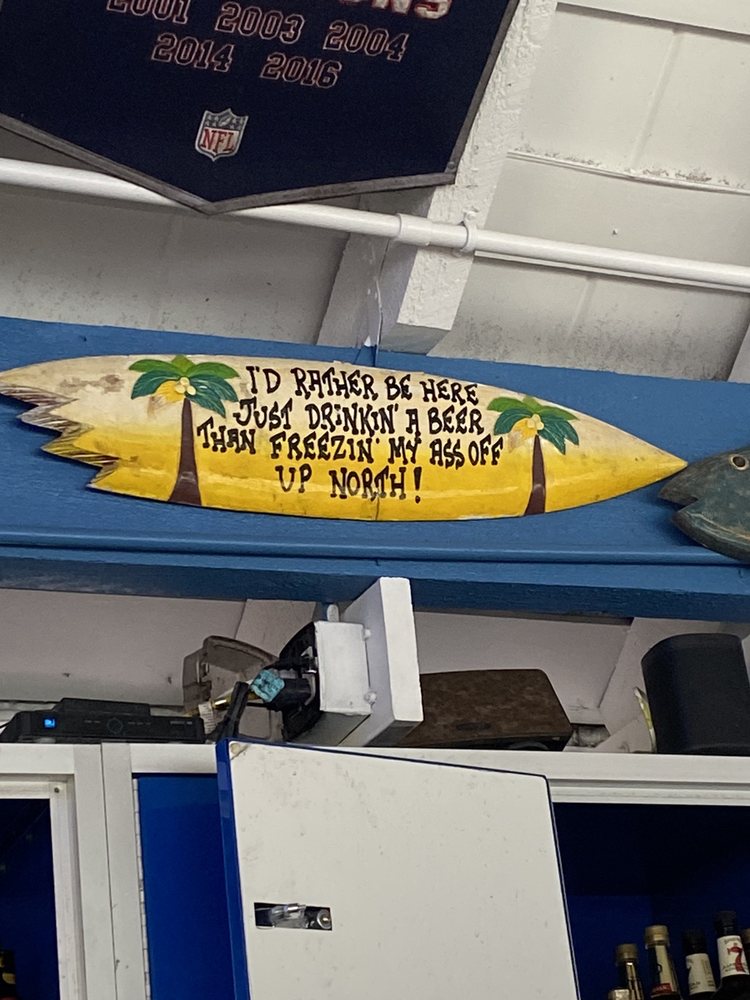 2001 2003 2004
2014 2016
NFL
I'D RATHER BE HERE
JUST DRiNKiN' A BEER
THAN FREEZiN' MY ASS OFF
UP NORTH!
7